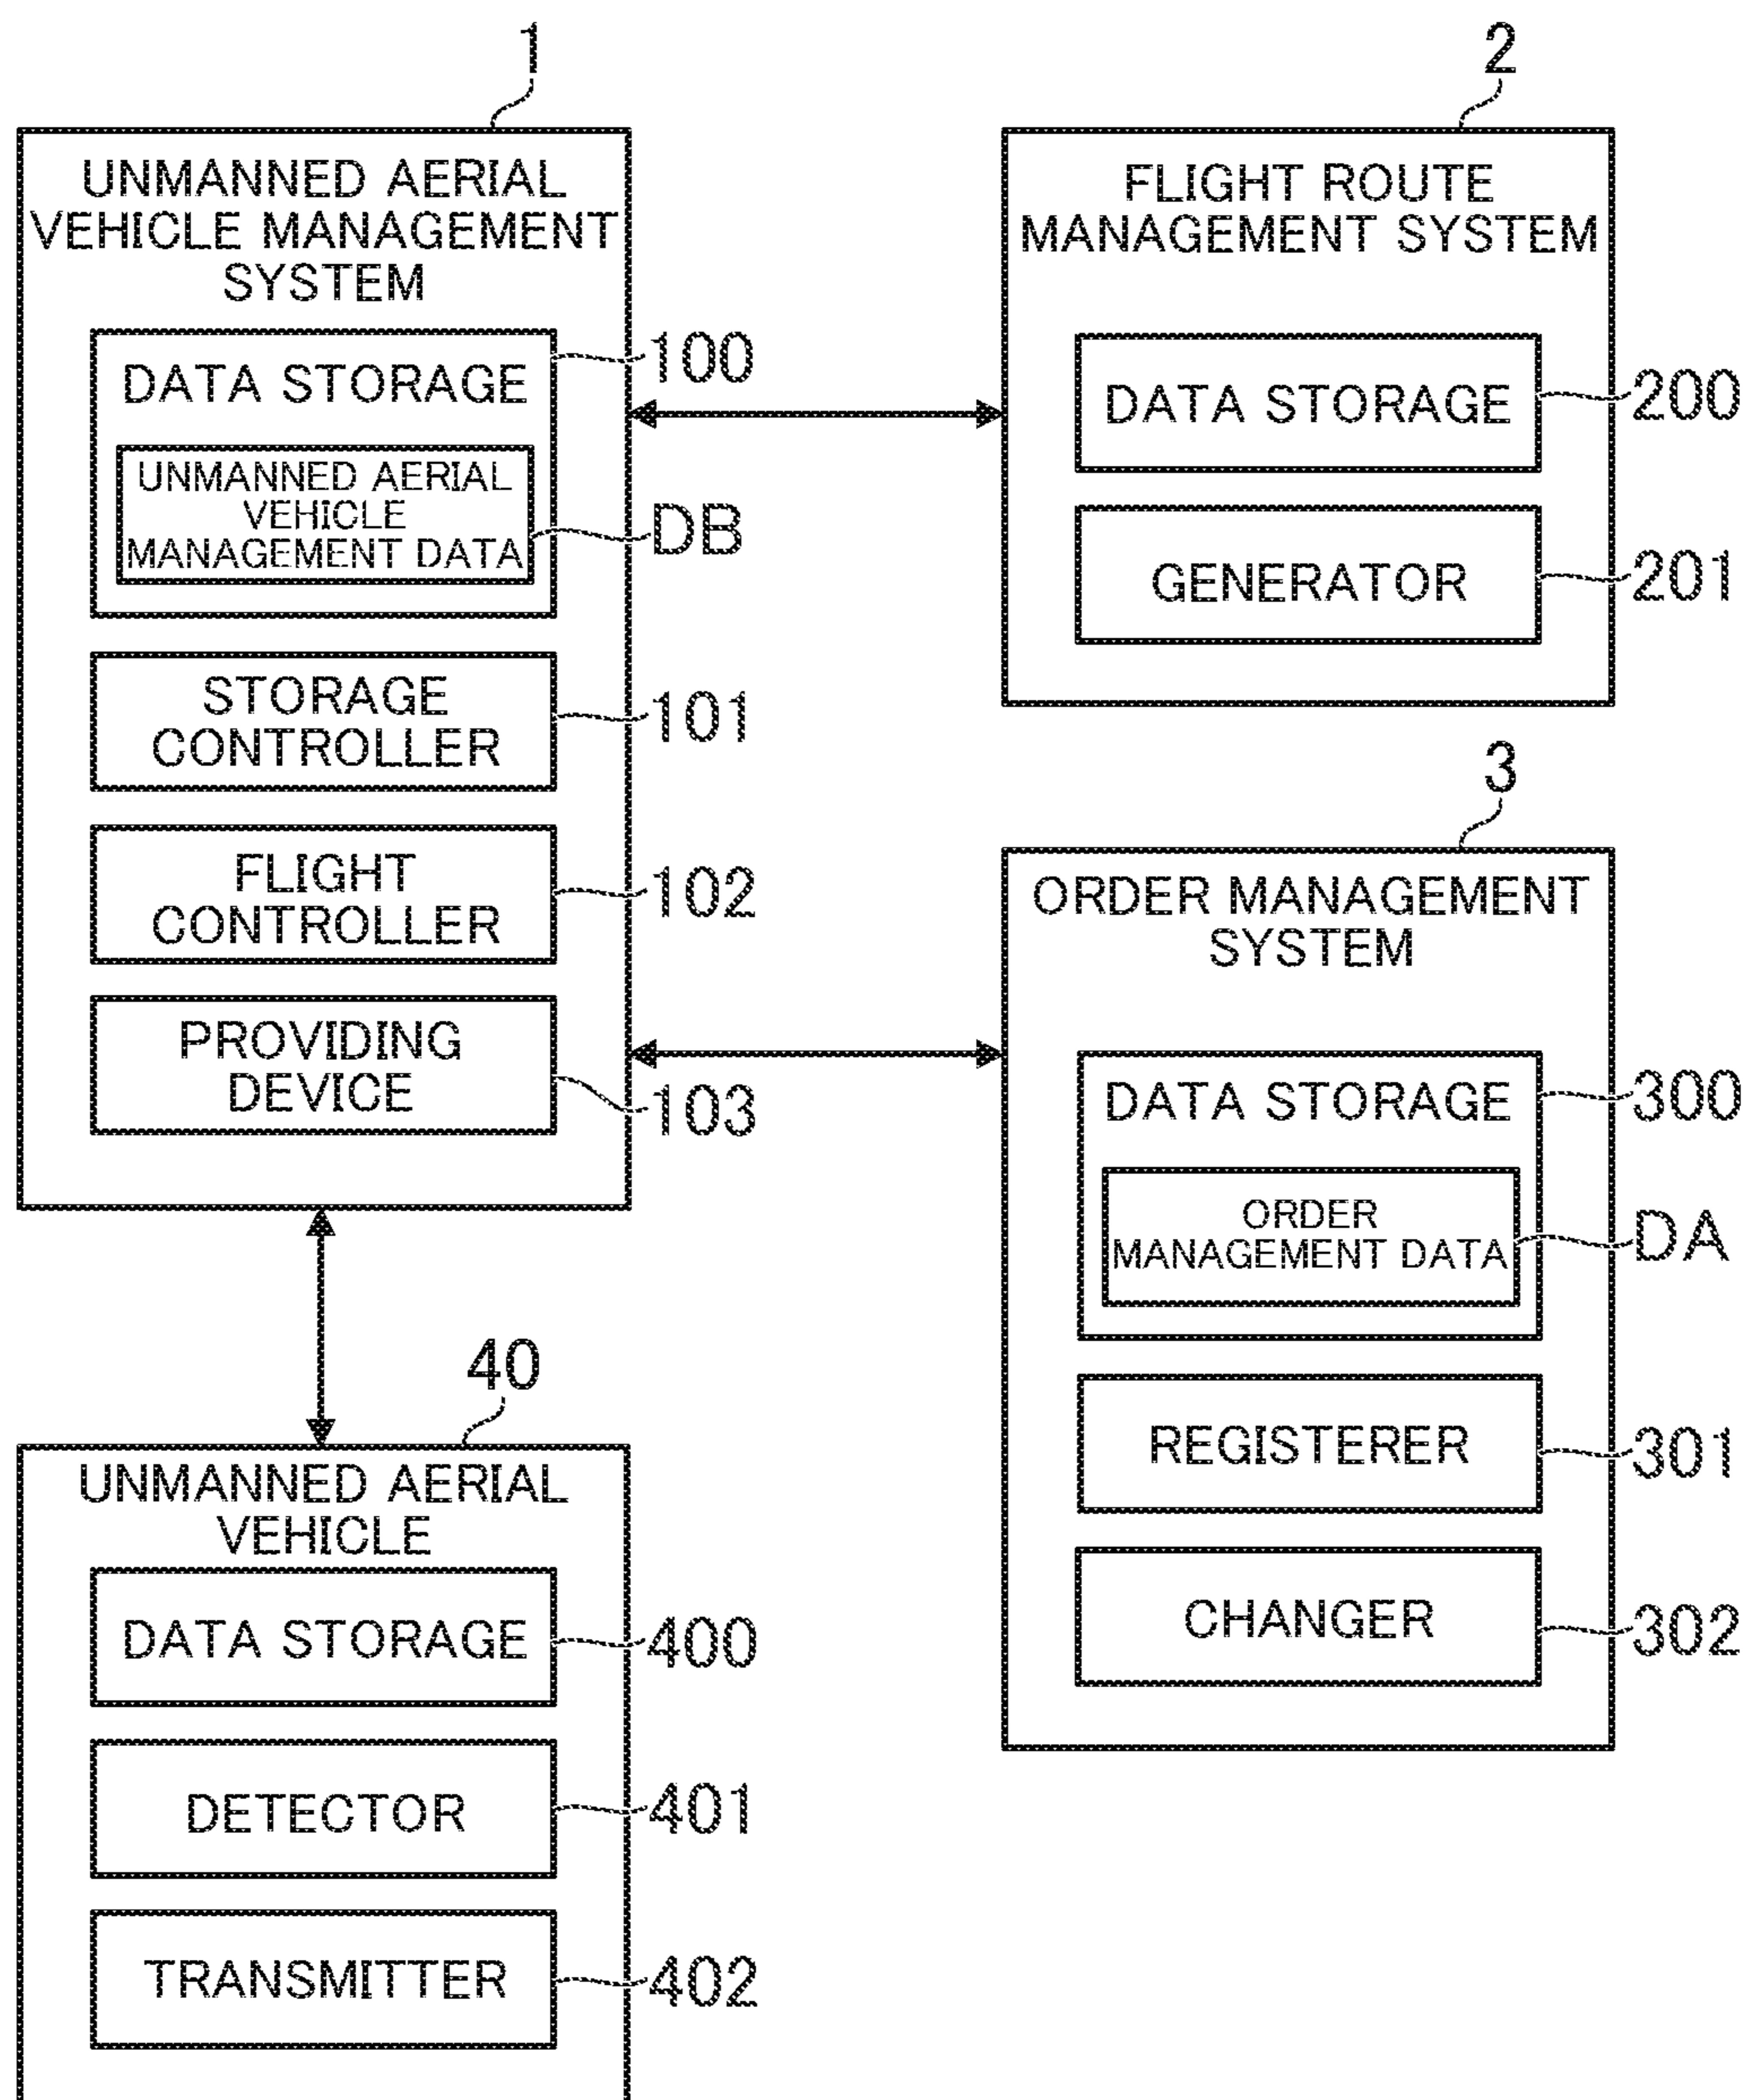 1
UNMANNED AERIAL
VEHICLE MANAGEMENT
SYSTEM
DATA STORAGE
100
UNMANNED AERIAL
VEHICLE
MANAGEMENT DATA
DB
STORAGE
CONTROLLER
101
FLIGHT
CONTROLLER
102
PROVIDING
DEVICE
103
2
FLIGHT ROUTE
MANAGEMENT SYSTEM
DATA STORAGE
200
GENERATOR
201
3
ORDER MANAGEMENT
SYSTEM
DATA STORAGE
300
ORDER
MANAGEMENT DATA
DA
REGISTERER
301
CHANGER
302
40
UNMANNED AERIAL
VEHICLE
DATA STORAGE
400
DETECTOR
401
TRANSMITTER
402